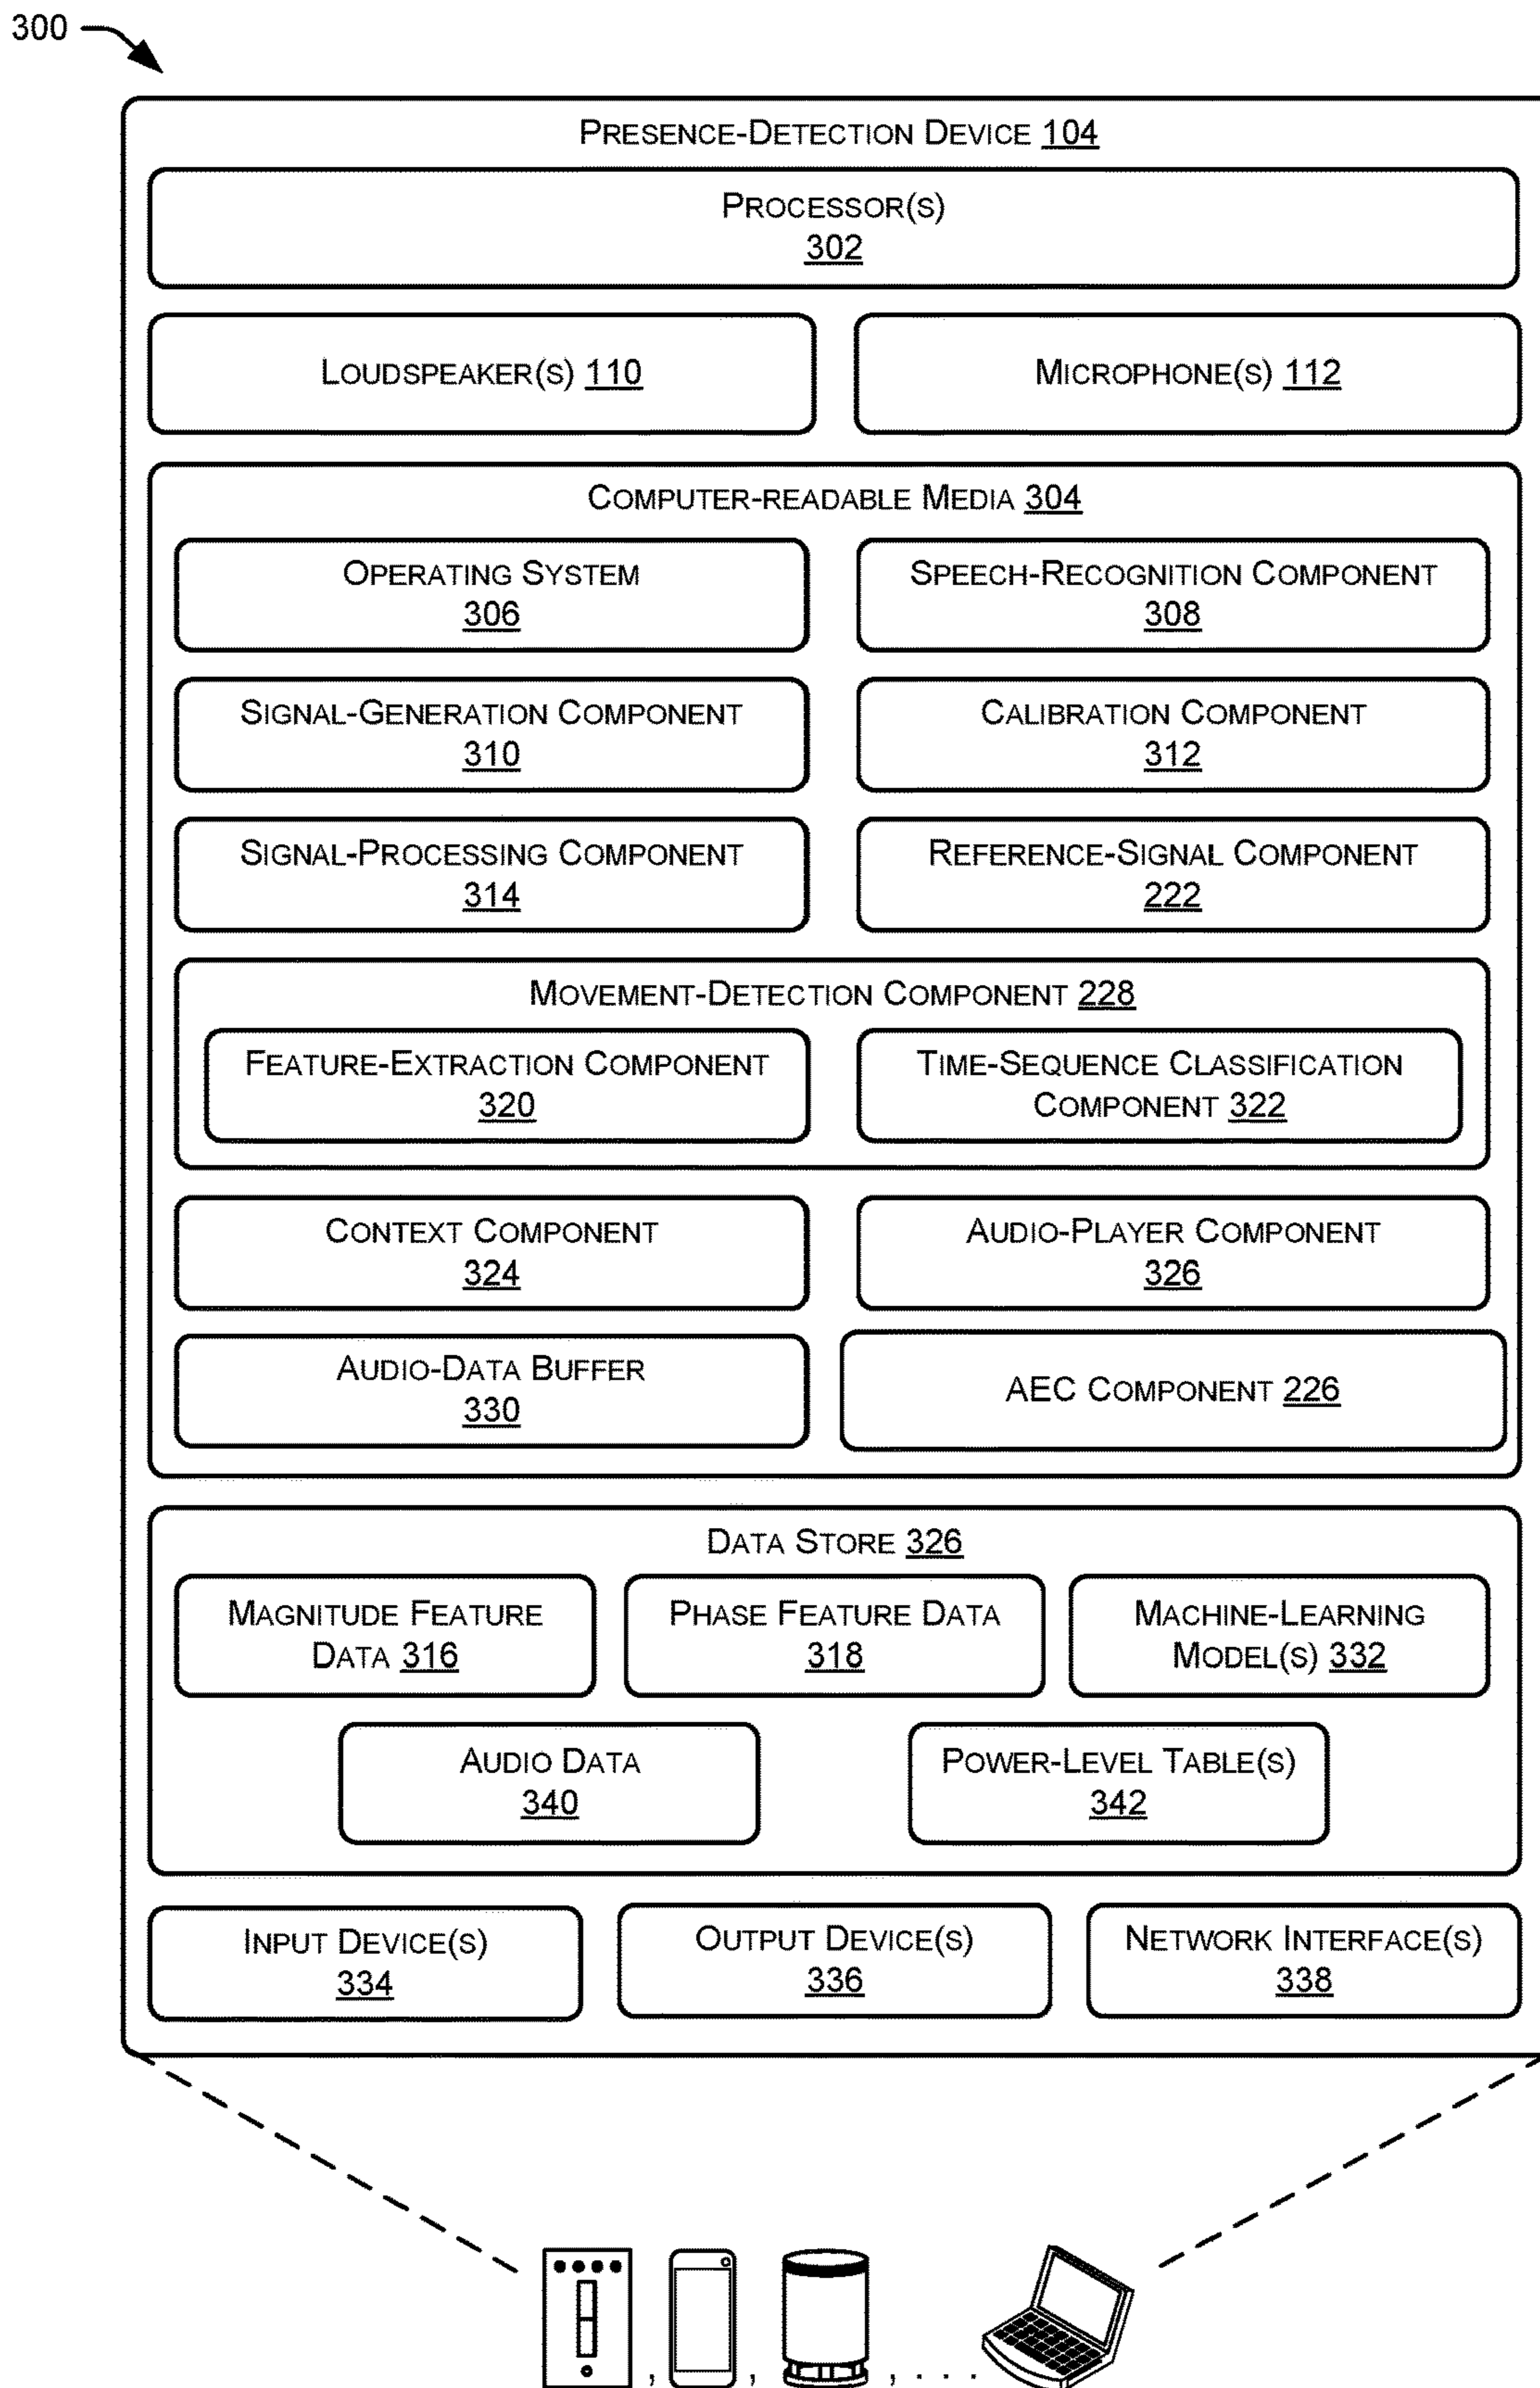 300
PRESENCE-DETECTION DEVICE 104
PROCESSOR(S)
302
LOUDSPEAKER(S) 110
MICROPHONE(S) 112
COMPUTER-READABLE MEDIA 304
OPERATING SYSTEM
306
SPEECH-RECOGNITION COMPONENT
308
SIGNAL-GENERATION COMPONENT
310
CALIBRATION COMPONENT
312
SIGNAL-PROCESSING COMPONENT
314
REFERENCE-SIGNAL COMPONENT
222
MOVEMENT-DETECTION COMPONENT 228
FEATURE-EXTRACTION COMPONENT
320
TIME-SEQUENCE CLASSIFICATION
COMPONENT 322
CONTEXT COMPONENT
324
AUDIO-PLAYER COMPONENT
326
AUDIO-DATA BUFFER
330
AEC COMPONENT 226
DATA STORE 326
MAGNITUDE FEATURE
DATA 316
PHASE FEATURE DATA
318
MACHINE-LEARNING
MODEL(S) 332
AUDIO DATA
340
POWER-LEVEL TABLE(S)
342
INPUT DEVICE(S)
334
OUTPUT DEVICE(S)
336
NETWORK INTERFACE(S)
338
, , , . . .